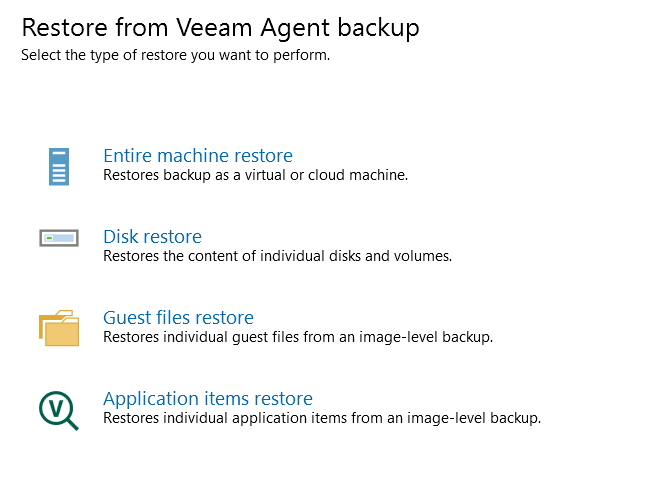 Restore from Veeam Agent backup
Select the type of restore you want to perform.
Entire machine restore
Restores backup as a virtual or cloud machine.
Disk restore
Restores the content of individual disks and volumes.
Guest files restore
Restores individual guest files from an image-level backup.
V
Application items restore
Restores individual application items from an image-level backup.